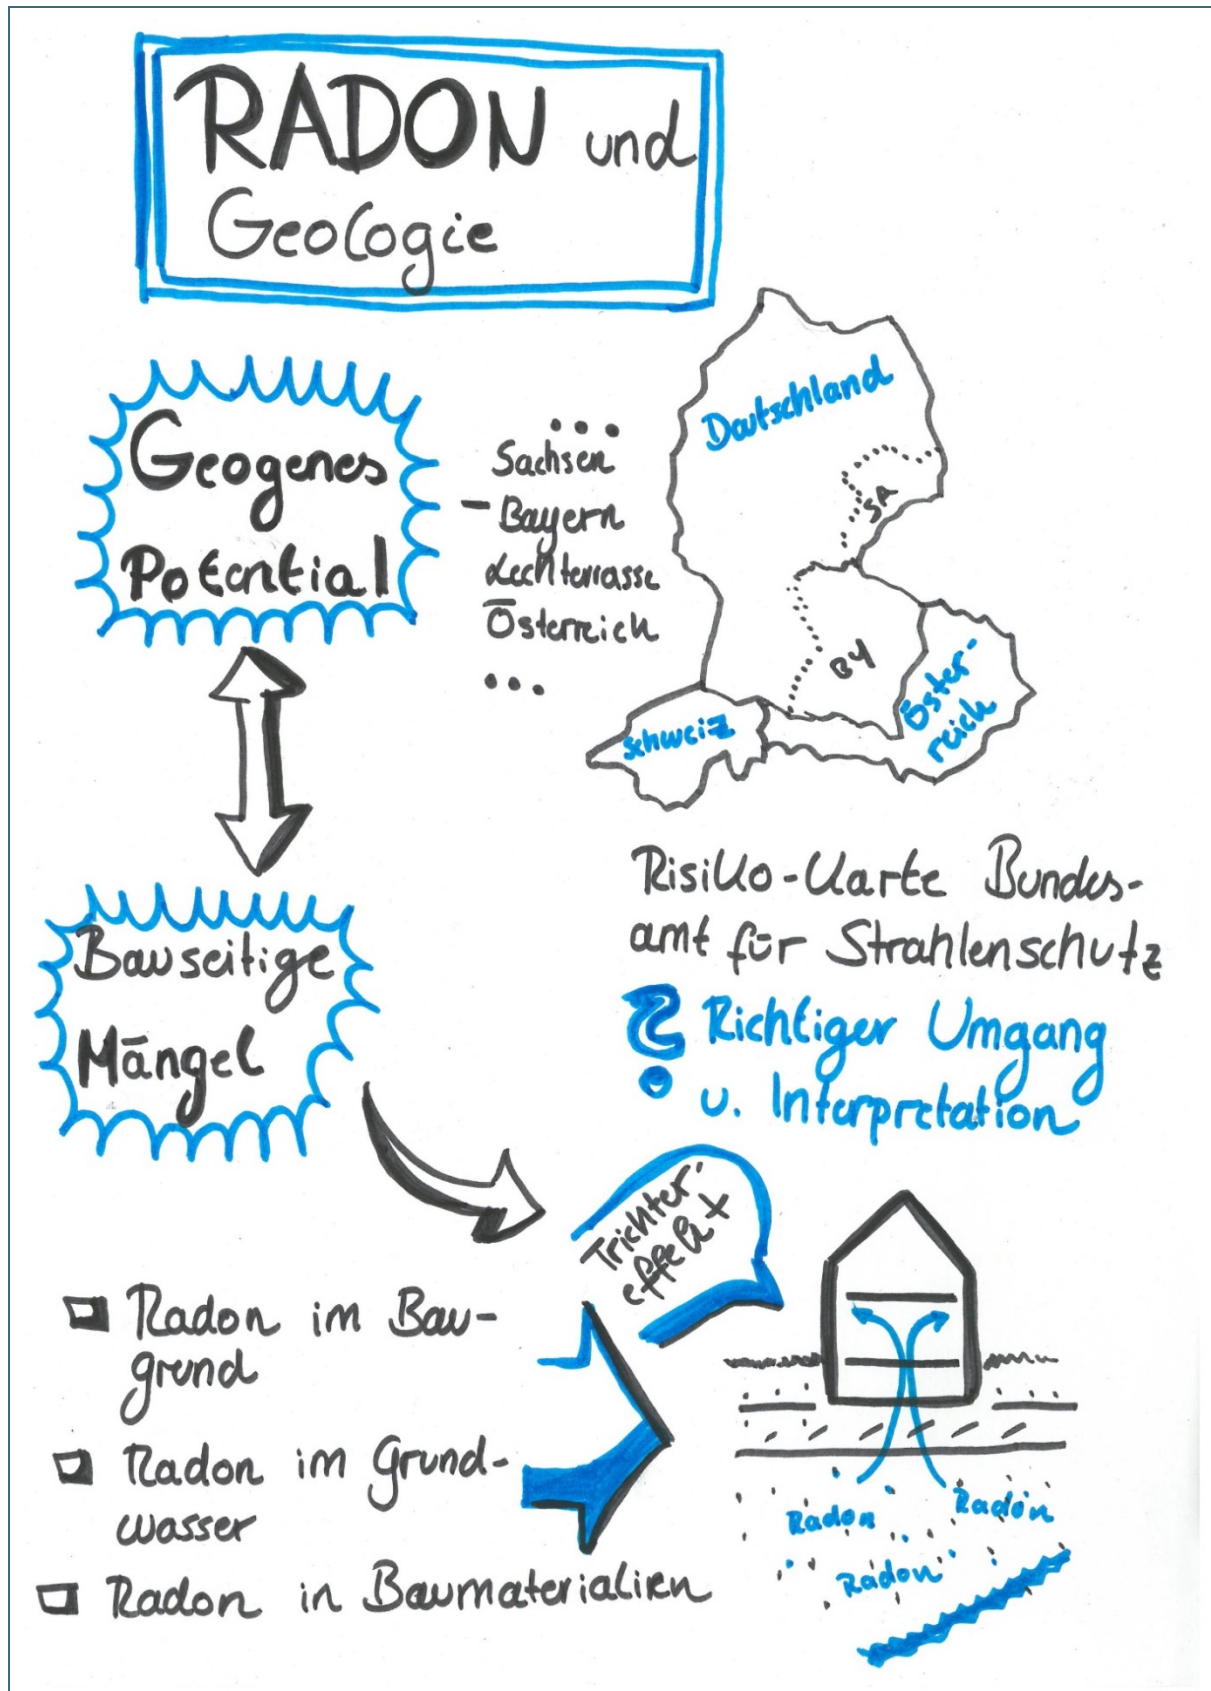 RADON und
Geologie
Geogenes
Potential
...
Sachsen
- Bayern
Lechterrasse
Österreich
...
Deutschland
SA
BY
Öster-
reich
Schweiz
Bauseitige
Mängel
Risiko-Karte Bundes-
amt für Strahlenschutz
? Richtiger Umgang
u. Interpretation
Trichter-
effekt
Radon im Bau-
grund
Radon im Grund-
wasser
Radon in Baumaterialien
Radon
Radon
Radon